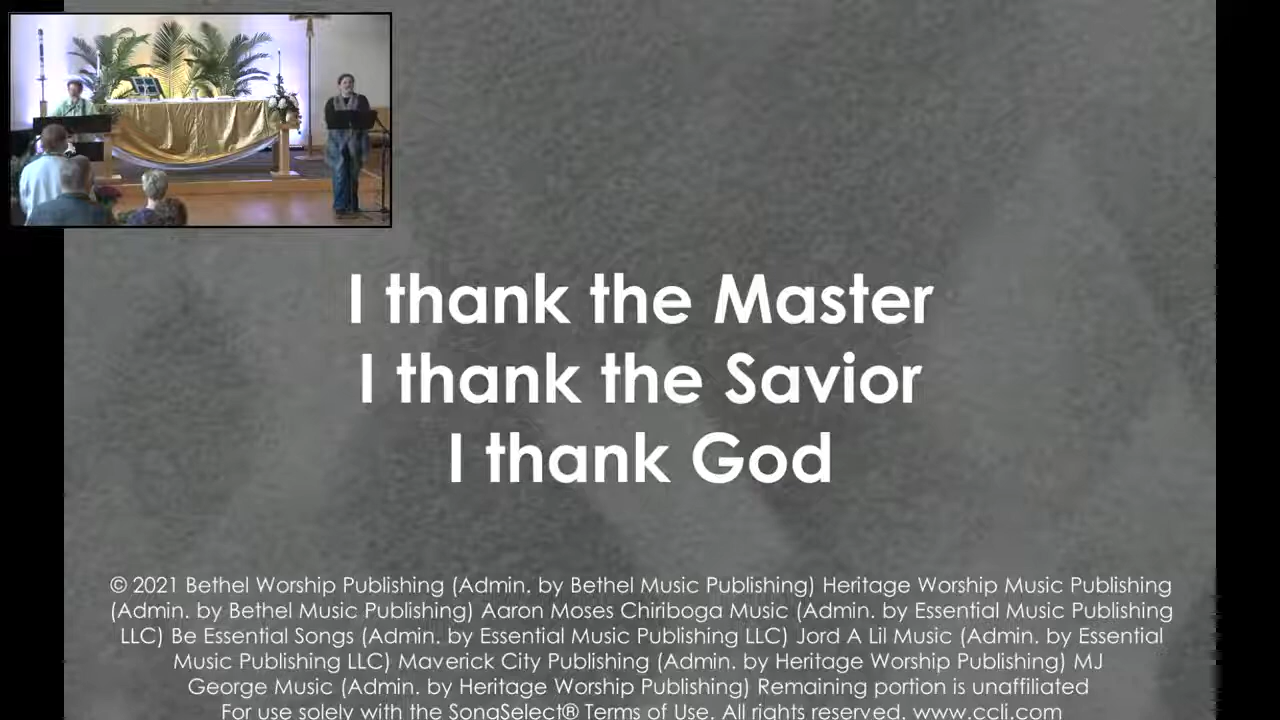 I thank the Master
I thank the Savior
I thank God
© 2021 Bethel Worship Publishing (Admin. by Bethel Music Publishing) Heritage Worship Music Publishing
(Admin. by Bethel Music Publishing) Aaron Moses Chiriboga Music (Admin. by Essential Music Publishing
LLC) Be Essential Songs (Admin. by Essential Music Publishing LLC) Jord A Lil Music (Admin. by Essential
Music Publishing LLC) Maverick City Publishing (Admin. by Heritage Worship Publishing) MJ
George Music (Admin. by Heritage Worship Publishing) Remaining portion is unaffiliated
For use solely with the SongSelect® Terms of Use. All rights reserved. www.ccli.com